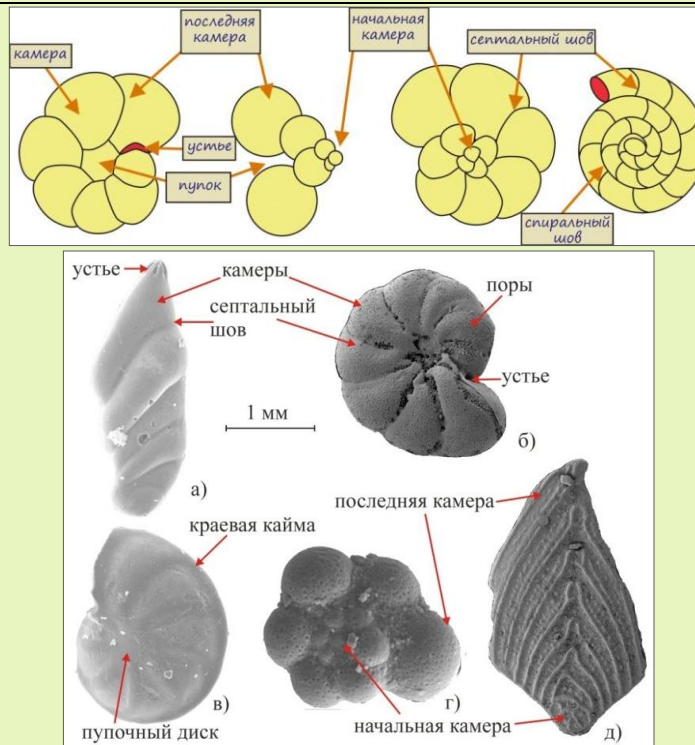 камера
последняя
камера
начальная
камера
септальный шов
устье
пупок
спиральный
шов
устье
камеры
септальный
шов
поры
устье
1 мм
а)
б)
последняя камера
краевая кайма
в)
г)
д)
пупочный диск
начальная камера